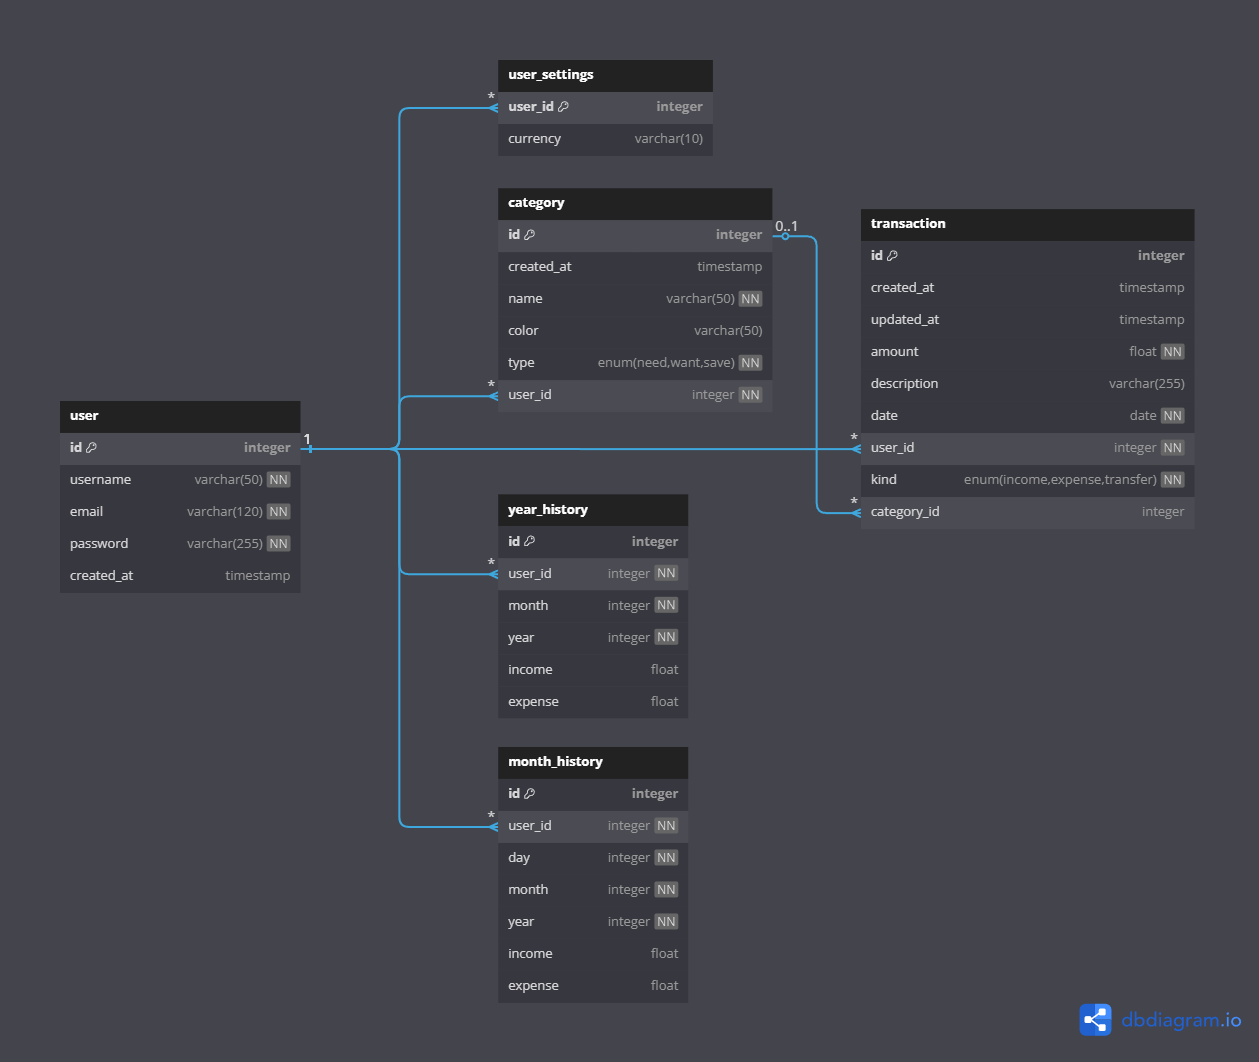 user_settings
* user_id integer
currency varchar(10)
category
id integer 0..1
created_at timestamp
name varchar(50) NN
color varchar(50)
type enum(need,want,save) NN
* user_id integer NN
transaction
id integer
created_at timestamp
updated_at timestamp
amount float NN
description varchar(255)
date date NN
* user_id integer NN
kind enum(income,expense,transfer) NN
* category_id integer
user
id integer 1
username varchar(50) NN
email varchar(120) NN
password varchar(255) NN
created_at timestamp
year_history
id integer
* user_id integer NN
month integer NN
year integer NN
income float
expense float
month_history
id integer
* user_id integer NN
day integer NN
month integer NN
year integer NN
income float
expense float
dbdiagram.io